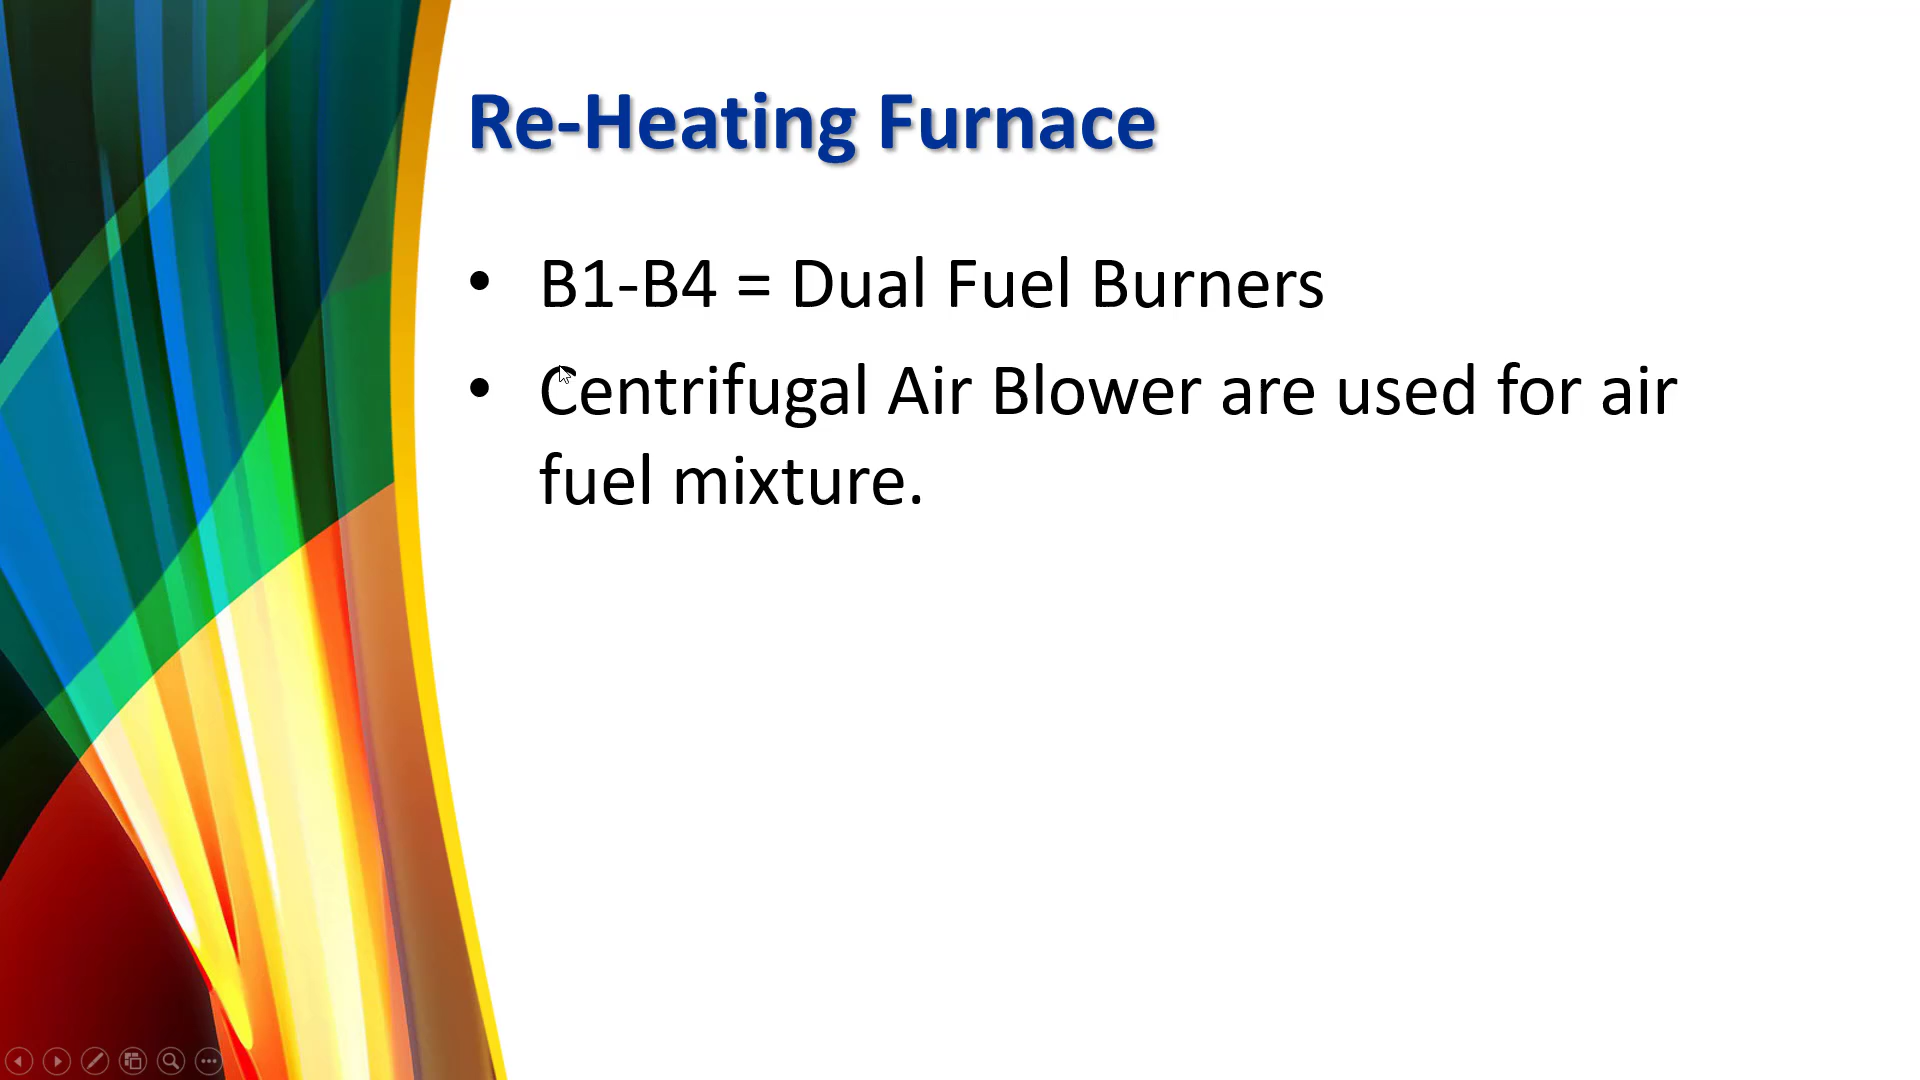 Re-Heating Furnace
• B1-B4 = Dual Fuel Burners
• Centrifugal Air Blower are used for air
fuel mixture.